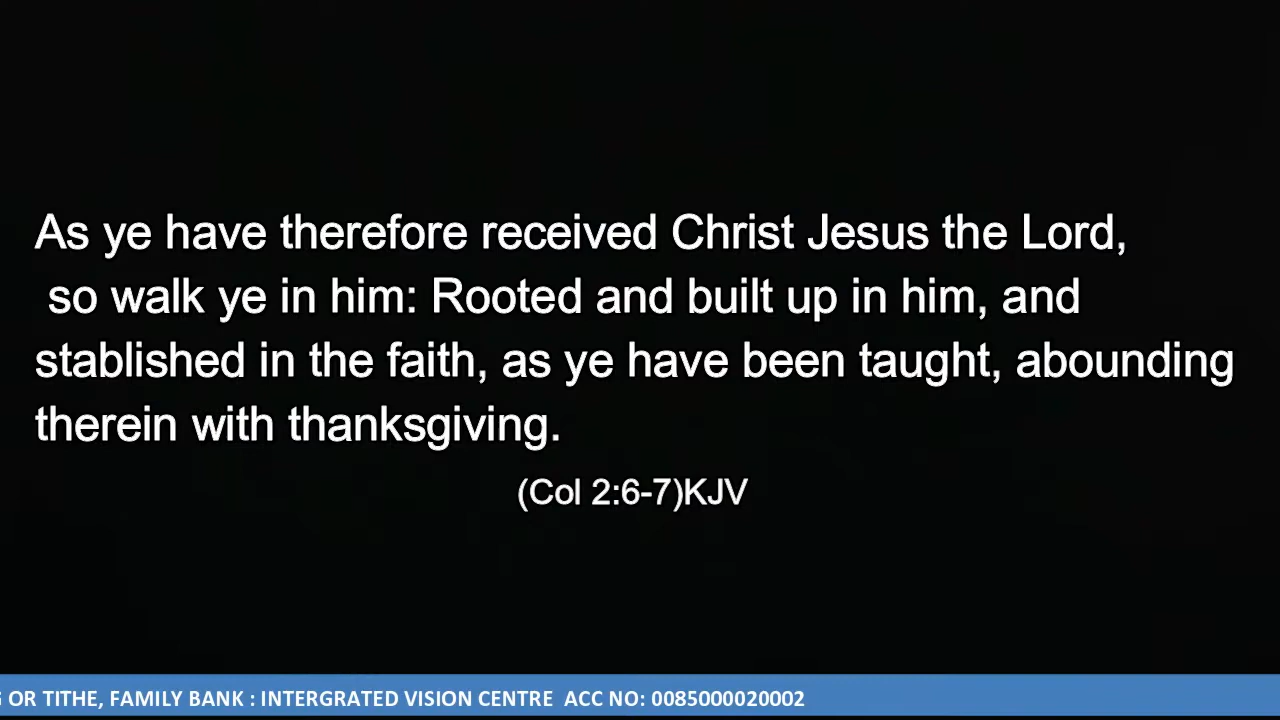 As ye have therefore received Christ Jesus the Lord,
so walk ye in him: Rooted and built up in him, and
stablished in the faith, as ye have been taught, abounding
therein with thanksgiving.
(Col 2:6-7)KJV
OR TITHE, FAMILY BANK : INTERGRATED VISION CENTRE ACC NO: 0085000020002